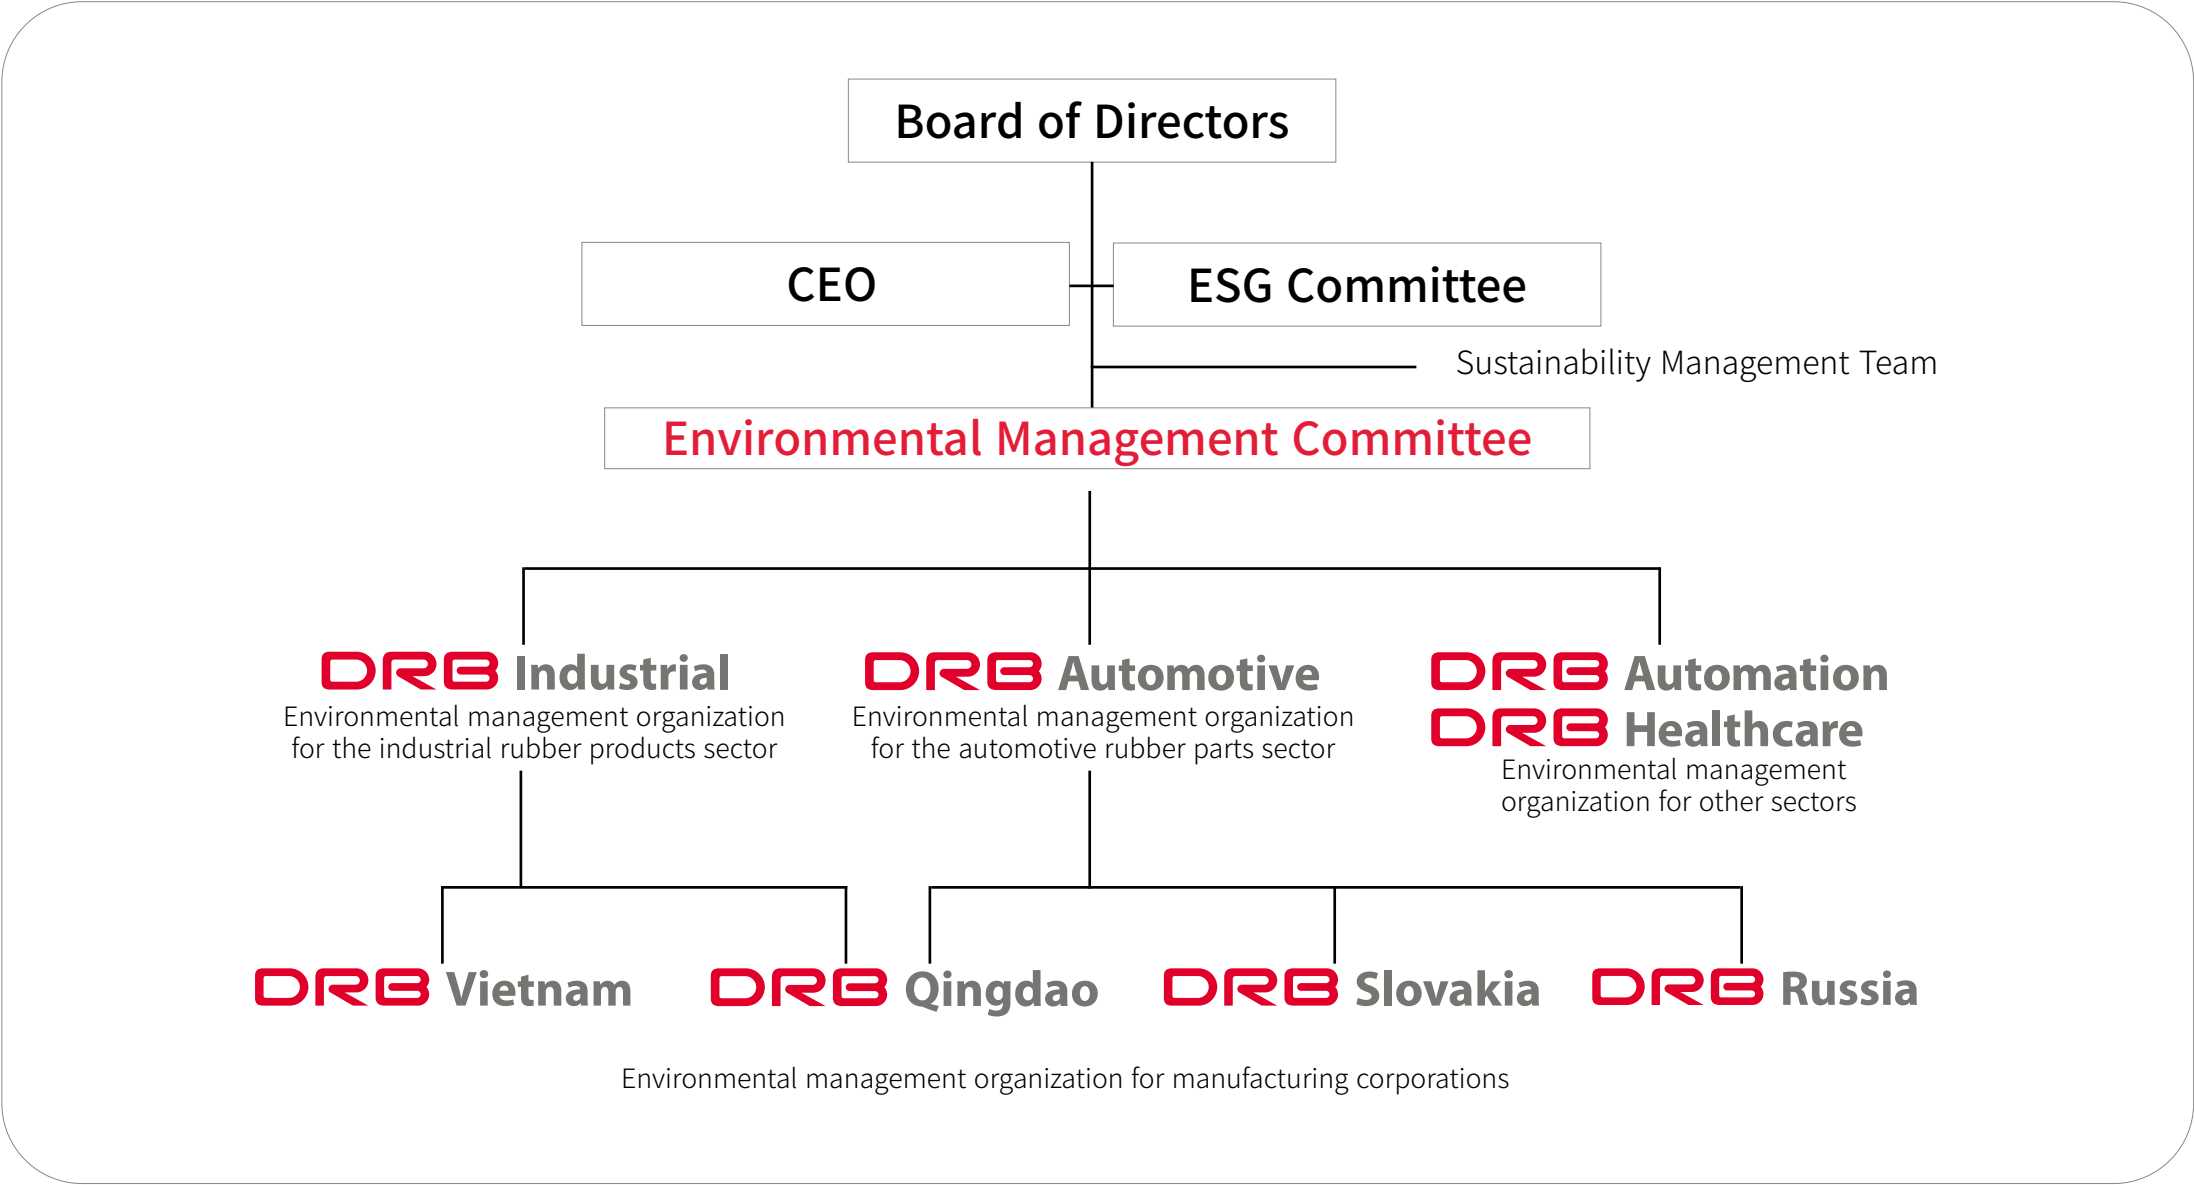 Board of Directors
CEO
ESG Committee
Sustainability Management Team
Environmental Management Committee
DRB Industrial
Environmental management organization
for the industrial rubber products sector
DRB Automotive
Environmental management organization
for the automotive rubber parts sector
DRB Automation
DRB Healthcare
Environmental management
organization for other sectors
DRB Vietnam
DRB Qingdao
DRB Slovakia
DRB Russia
Environmental management organization for manufacturing corporations